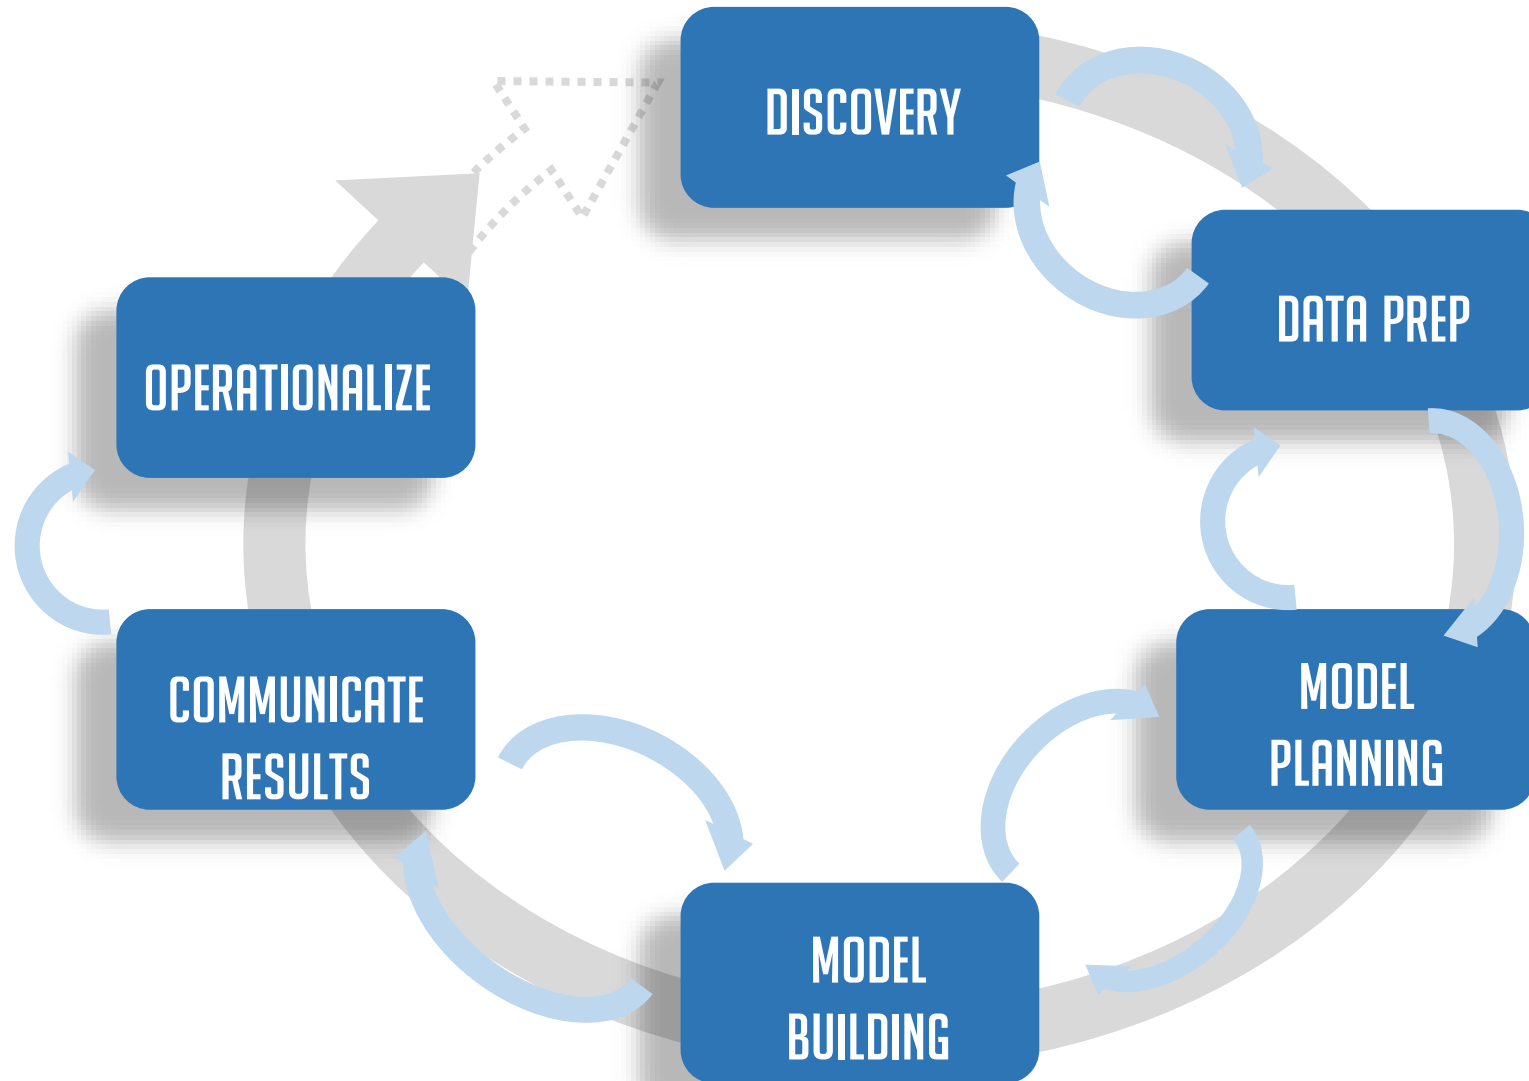 DISCOVERY
DATA PREP
MODEL
PLANNING
MODEL
BUILDING
COMMUNICATE
RESULTS
OPERATIONALIZE